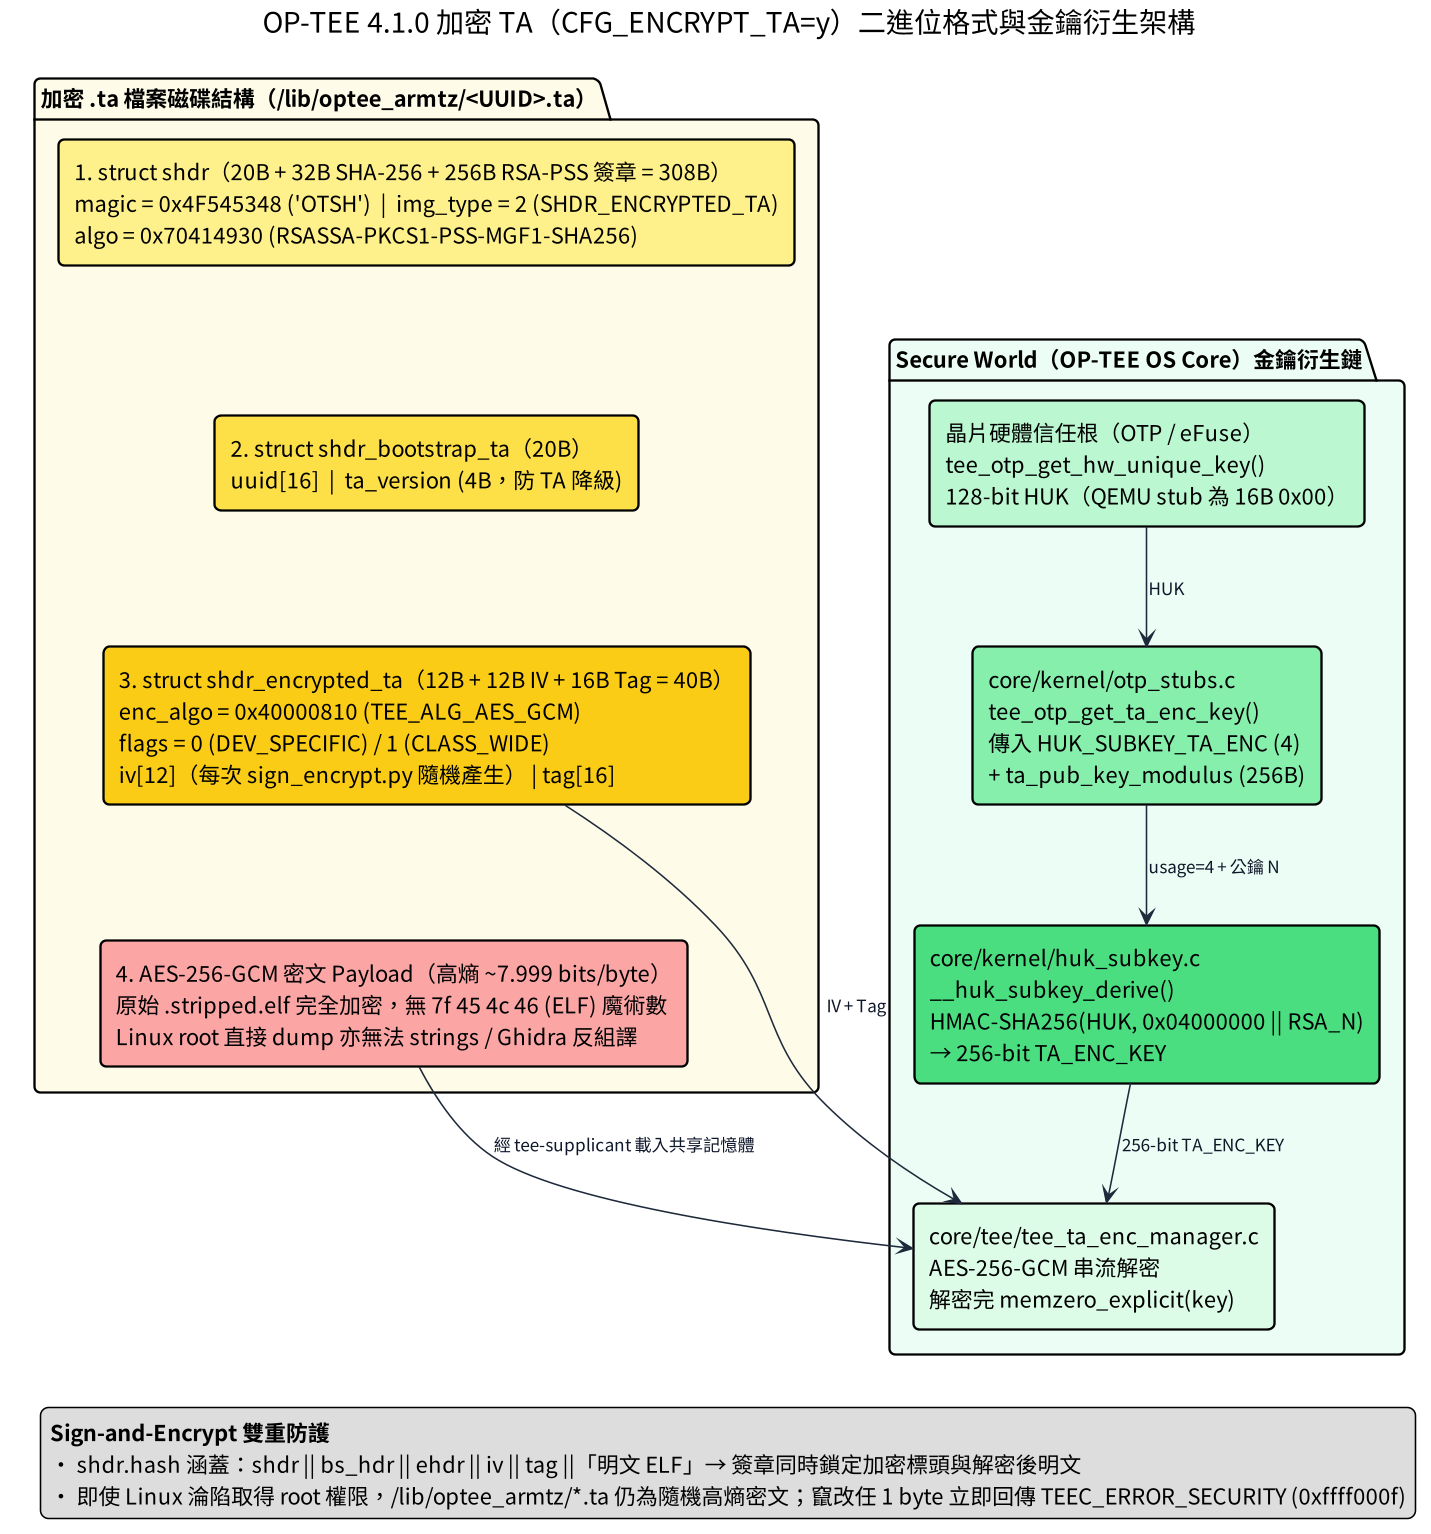 OP-TEE 4.1.0 加密 TA（CFG_ENCRYPT_TA=y）二進位格式與金鑰衍生架構
加密 .ta 檔案磁碟結構（/lib/optee_armtz/<UUID>.ta）
1. struct shdr（20B + 32B SHA-256 + 256B RSA-PSS 簽章 = 308B）
magic = 0x4F545348 ('OTSH') | img_type = 2 (SHDR_ENCRYPTED_TA)
algo = 0x70414930 (RSASSA-PKCS1-PSS-MGF1-SHA256)
2. struct shdr_bootstrap_ta（20B）
uuid[16] | ta_version (4B，防 TA 降級)
3. struct shdr_encrypted_ta（12B + 12B IV + 16B Tag = 40B）
enc_algo = 0x40000810 (TEE_ALG_AES_GCM)
flags = 0 (DEV_SPECIFIC) / 1 (CLASS_WIDE)
iv[12]（每次 sign_encrypt.py 隨機產生） | tag[16]
4. AES-256-GCM 密文 Payload（高熵 ~7.999 bits/byte）
原始 .stripped.elf 完全加密，無 7f 45 4c 46 (ELF) 魔術數
Linux root 直接 dump 亦無法 strings / Ghidra 反組譯
Secure World（OP-TEE OS Core）金鑰衍生鏈
晶片硬體信任根（OTP / eFuse）
tee_otp_get_hw_unique_key()
128-bit HUK（QEMU stub 為 16B 0x00）
HUK
core/kernel/otp_stubs.c
tee_otp_get_ta_enc_key()
傳入 HUK_SUBKEY_TA_ENC (4)
+ ta_pub_key_modulus (256B)
usage=4 + 公鑰 N
core/kernel/huk_subkey.c
__huk_subkey_derive()
HMAC-SHA256(HUK, 0x04000000 || RSA_N)
→ 256-bit TA_ENC_KEY
IV + Tag
經 tee-supplicant 載入共享記憶體
256-bit TA_ENC_KEY
core/tee/tee_ta_enc_manager.c
AES-256-GCM 串流解密
解密完 memzero_explicit(key)
Sign-and-Encrypt 雙重防護
• shdr.hash 涵蓋：shdr || bs_hdr || ehdr || iv || tag ||「明文 ELF」→ 簽章同時鎖定加密標頭與解密後明文
• 即使 Linux 淪陷取得 root 權限，/lib/optee_armtz/*.ta 仍為隨機高熵密文；竄改任 1 byte 立即回傳 TEEC_ERROR_SECURITY (0xffff000f)